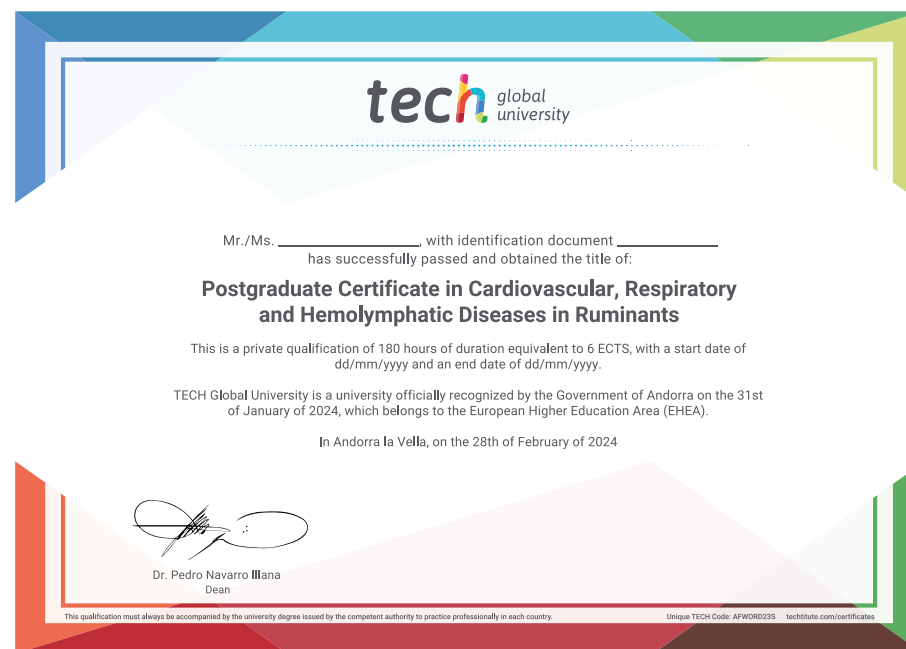 tech global
university
Mr./Ms. ________________, with identification document ____________
has successfully passed and obtained the title of:
Postgraduate Certificate in Cardiovascular, Respiratory
and Hemolymphatic Diseases in Ruminants
This is a private qualification of 180 hours of duration equivalent to 6 ECTS, with a start date of
dd/mm/yyyy and an end date of dd/mm/yyyy.
TECH Global University is a university officially recognized by the Government of Andorra on the 31st
of January of 2024, which belongs to the European Higher Education Area (EHEA).
In Andorra la Vella, on the 28th of February of 2024
Dr. Pedro Navarro Illana
Dean
This qualification must always be accompanied by the university degree issued by the competent authority to practice professionally in each country.
Unique TECH Code: AFWORD23S techtitute.com/certificates